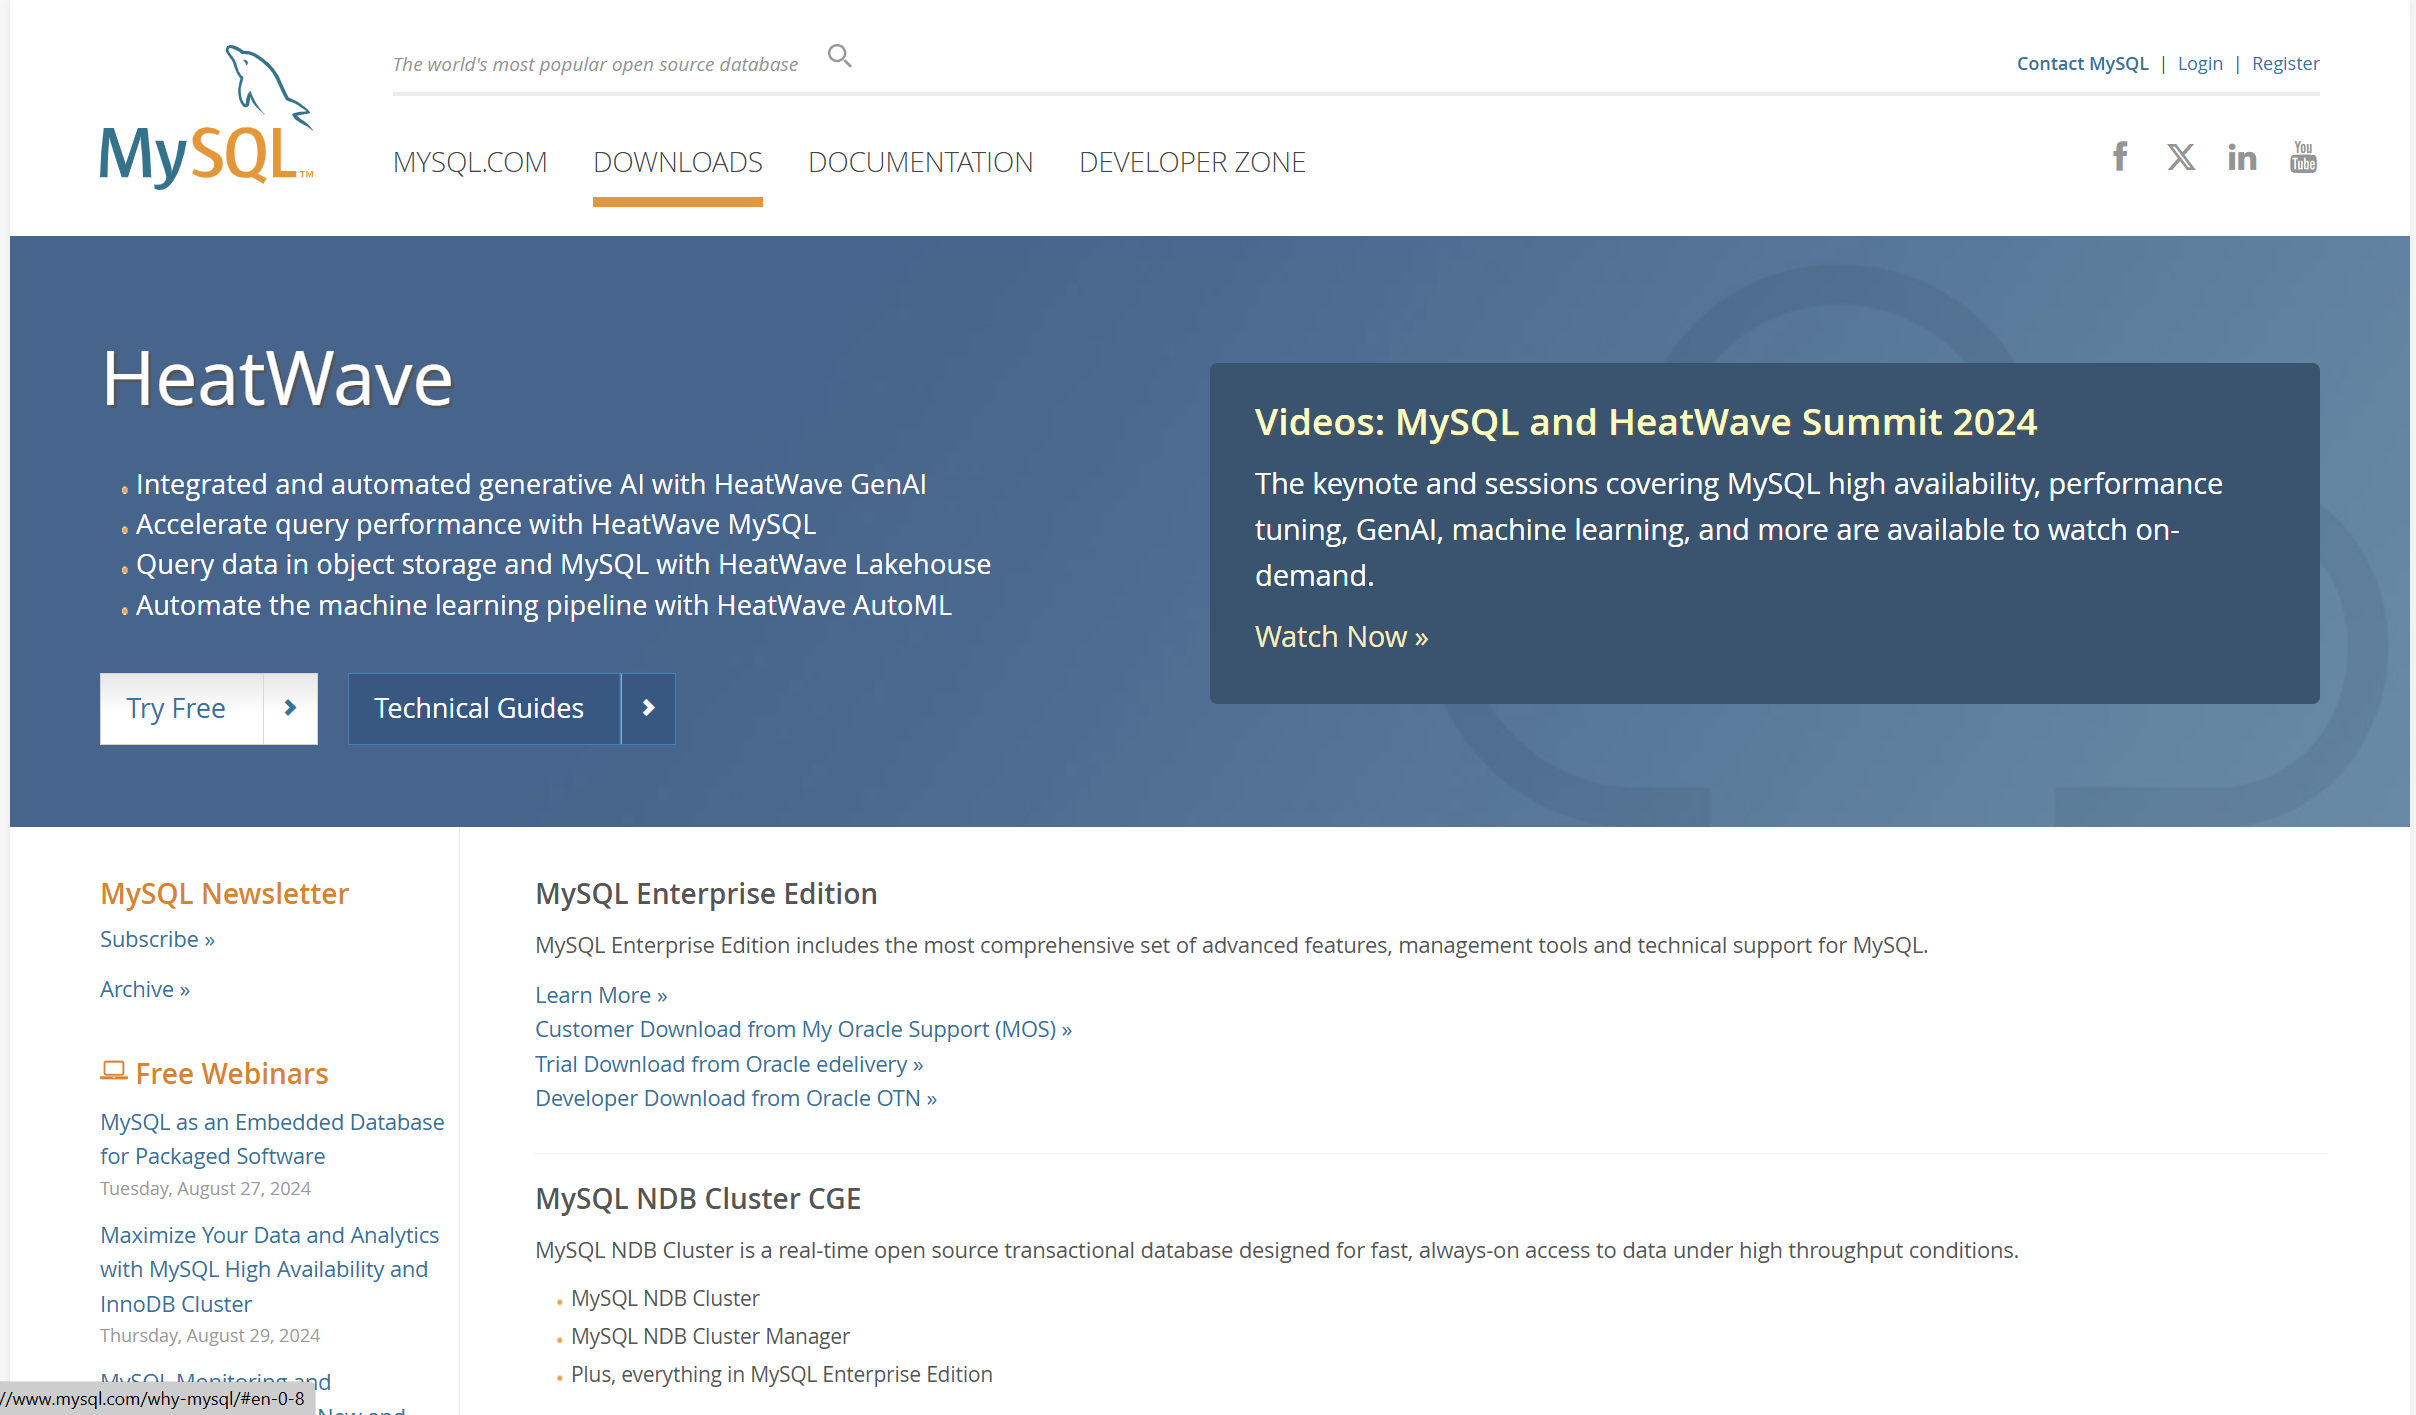 MySQL™
The world's most popular open source database
Contact MySQL | Login | Register
MYSQL.COM DOWNLOADS DOCUMENTATION DEVELOPER ZONE
You
Tube
HeatWave
Integrated and automated generative AI with HeatWave GenAI
Accelerate query performance with HeatWave MySQL
Query data in object storage and MySQL with HeatWave Lakehouse
Automate the machine learning pipeline with HeatWave AutoML
Try Free
Technical Guides
Videos: MySQL and HeatWave Summit 2024
The keynote and sessions covering MySQL high availability, performance
tuning, GenAI, machine learning, and more are available to watch on-
demand.
Watch Now »
MySQL Newsletter
Subscribe »
Archive »
Free Webinars
MySQL as an Embedded Database
for Packaged Software
Tuesday, August 27, 2024
Maximize Your Data and Analytics
with MySQL High Availability and
InnoDB Cluster
Thursday, August 29, 2024
MySQL Monitoring and
New and
//www.mysql.com/why-mysql/#en-0-8
MySQL Enterprise Edition
MySQL Enterprise Edition includes the most comprehensive set of advanced features, management tools and technical support for MySQL.
Learn More »
Customer Download from My Oracle Support (MOS) »
Trial Download from Oracle edelivery »
Developer Download from Oracle OTN »
MySQL NDB Cluster CGE
MySQL NDB Cluster is a real-time open source transactional database designed for fast, always-on access to data under high throughput conditions.
MySQL NDB Cluster
MySQL NDB Cluster Manager
Plus, everything in MySQL Enterprise Edition